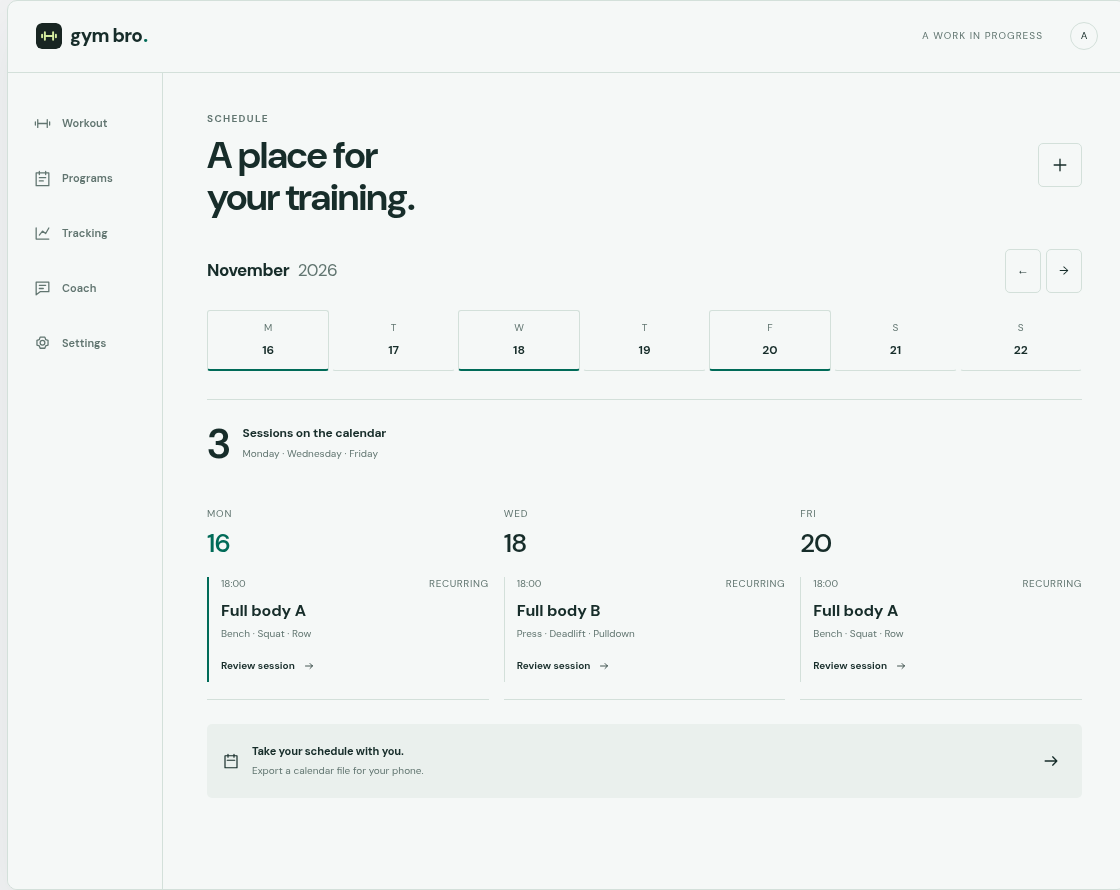 gym bro.
A WORK IN PROGRESS
A
Workout
Programs
Tracking
Coach
Settings
SCHEDULE
A place for
your training.
November 2026
← →
M T W T F S S
16 17 18 19 20 21 22
3
Sessions on the calendar
Monday · Wednesday · Friday
MON
16
18:00 RECURRING
Full body A
Bench · Squat · Row
Review session →
WED
18
18:00 RECURRING
Full body B
Press · Deadlift · Pulldown
Review session →
FRI
20
18:00 RECURRING
Full body A
Bench · Squat · Row
Review session →
Take your schedule with you.
Export a calendar file for your phone.